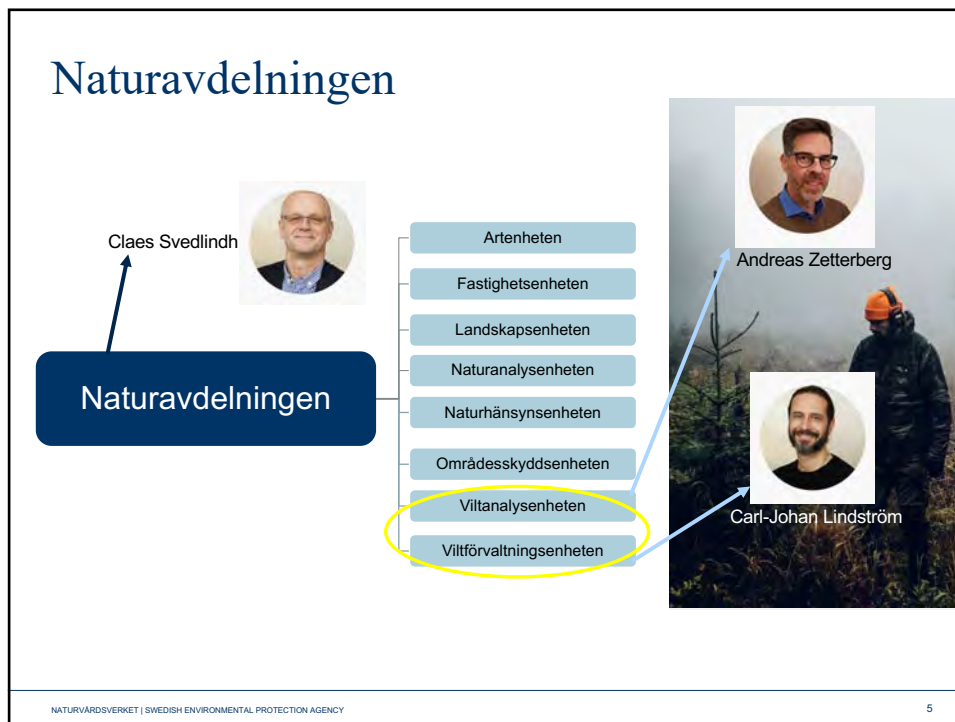 Naturavdelningen
Claes Svedlindh
Naturavdelningen
Artenheten
Fastighetsenheten
Landskapsenheten
Naturanalysenheten
Naturhänsynsenheten
Områdesskyddsenheten
Viltanalysenheten
Viltförvaltningsenheten
Andreas Zetterberg
Carl-Johan Lindström
NATURVÅRDSVERKET | SWEDISH ENVIRONMENTAL PROTECTION AGENCY
5